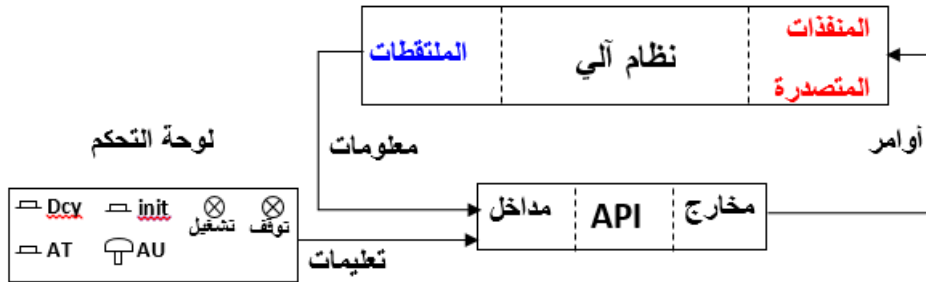 المنفذات
الملتقطات
نظام آلي
المتصدرة
لوحة التحكم
معلومات
أوامر
Dcy init
تشغيل توقف
AT AU
مداخل API مخارج
تعليمات